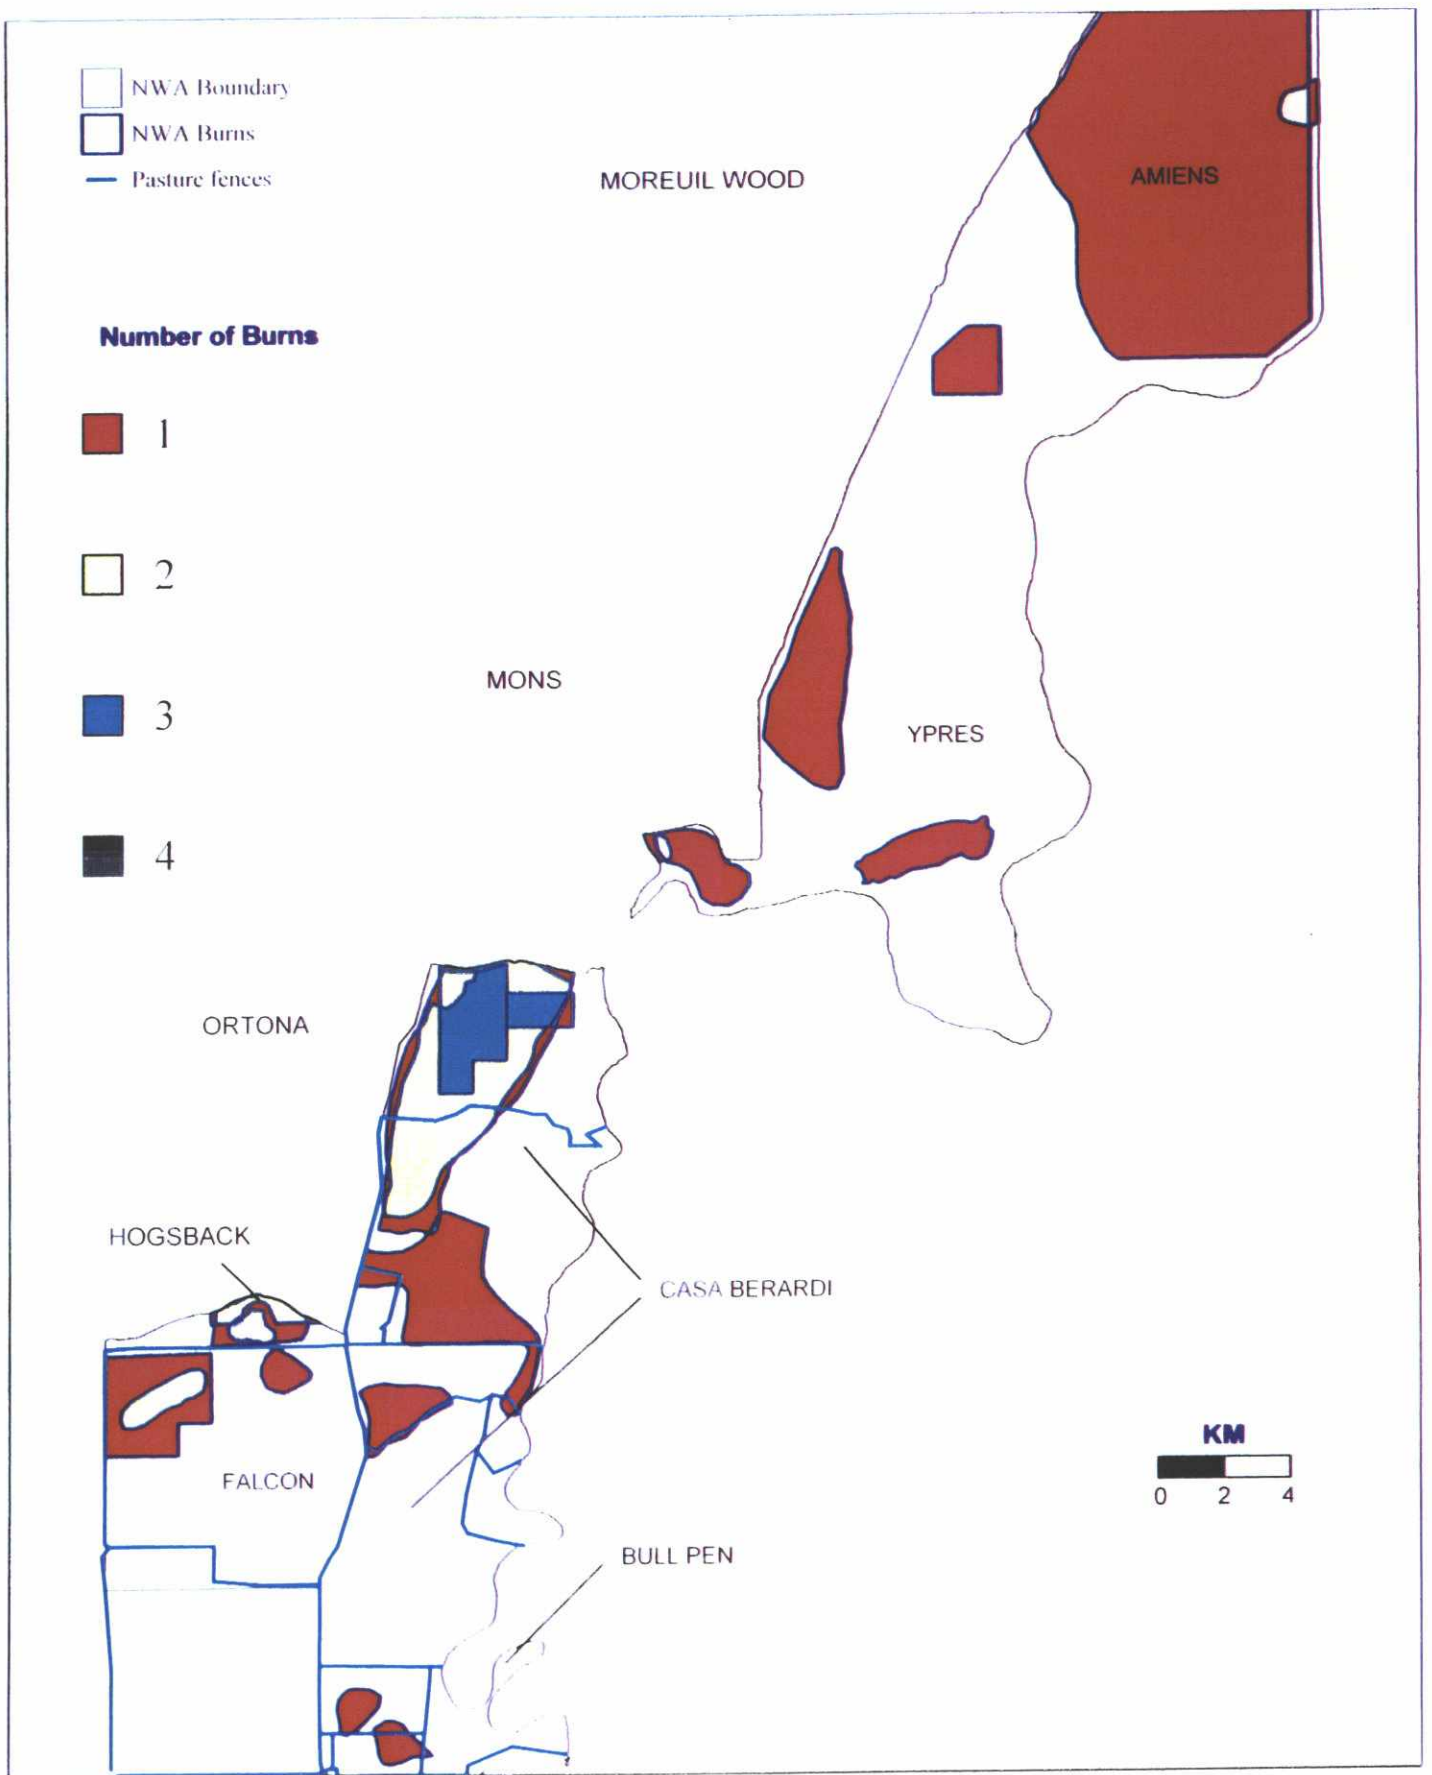 NWA Boundary
NWA Burns
Pasture fences
MOREUIL WOOD
AMIENS
Number of Burns
1
2
3
4
MONS
YPRES
ORTONA
HOGSBACK
CASA BERARDI
FALCON
BULL PEN
KM
0 2 4